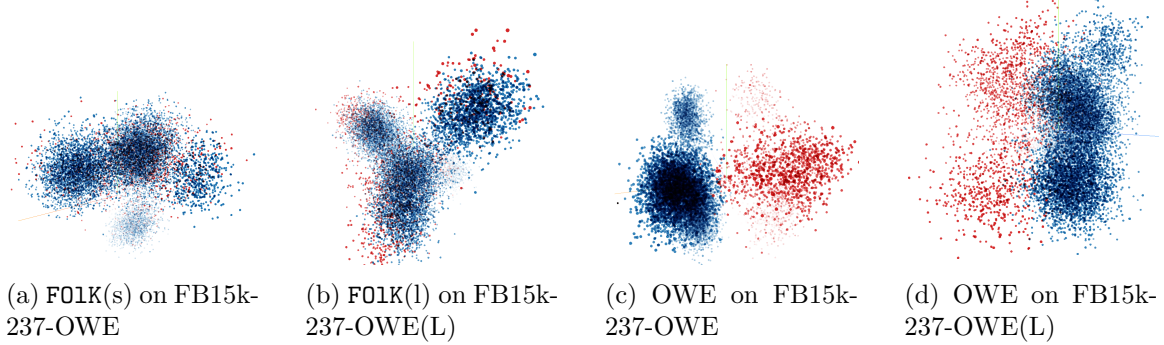 (a) FOlK(s) on FB15k-
237-OWE
(b) FOlK(l) on FB15k-
237-OWE(L)
(c) OWE on FB15k-
237-OWE
(d) OWE on FB15k-
237-OWE(L)